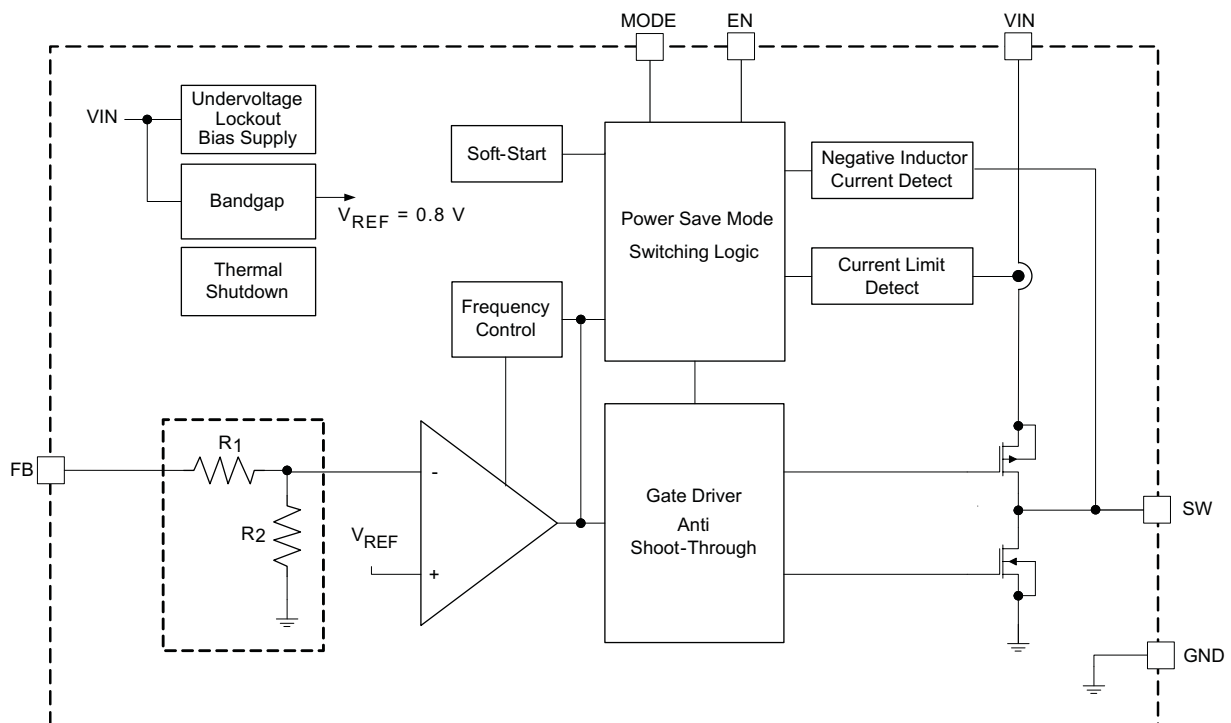 MODE
EN
VIN
VIN
Undervoltage
Lockout
Bias Supply
Bandgap
VREF = 0.8 V
Thermal
Shutdown
Soft-Start
Power Save Mode
Switching Logic
Negative Inductor
Current Detect
Current Limit
Detect
Frequency
Control
FB
R1
R2
-
VREF
+
Gate Driver
Anti
Shoot-Through
SW
GND